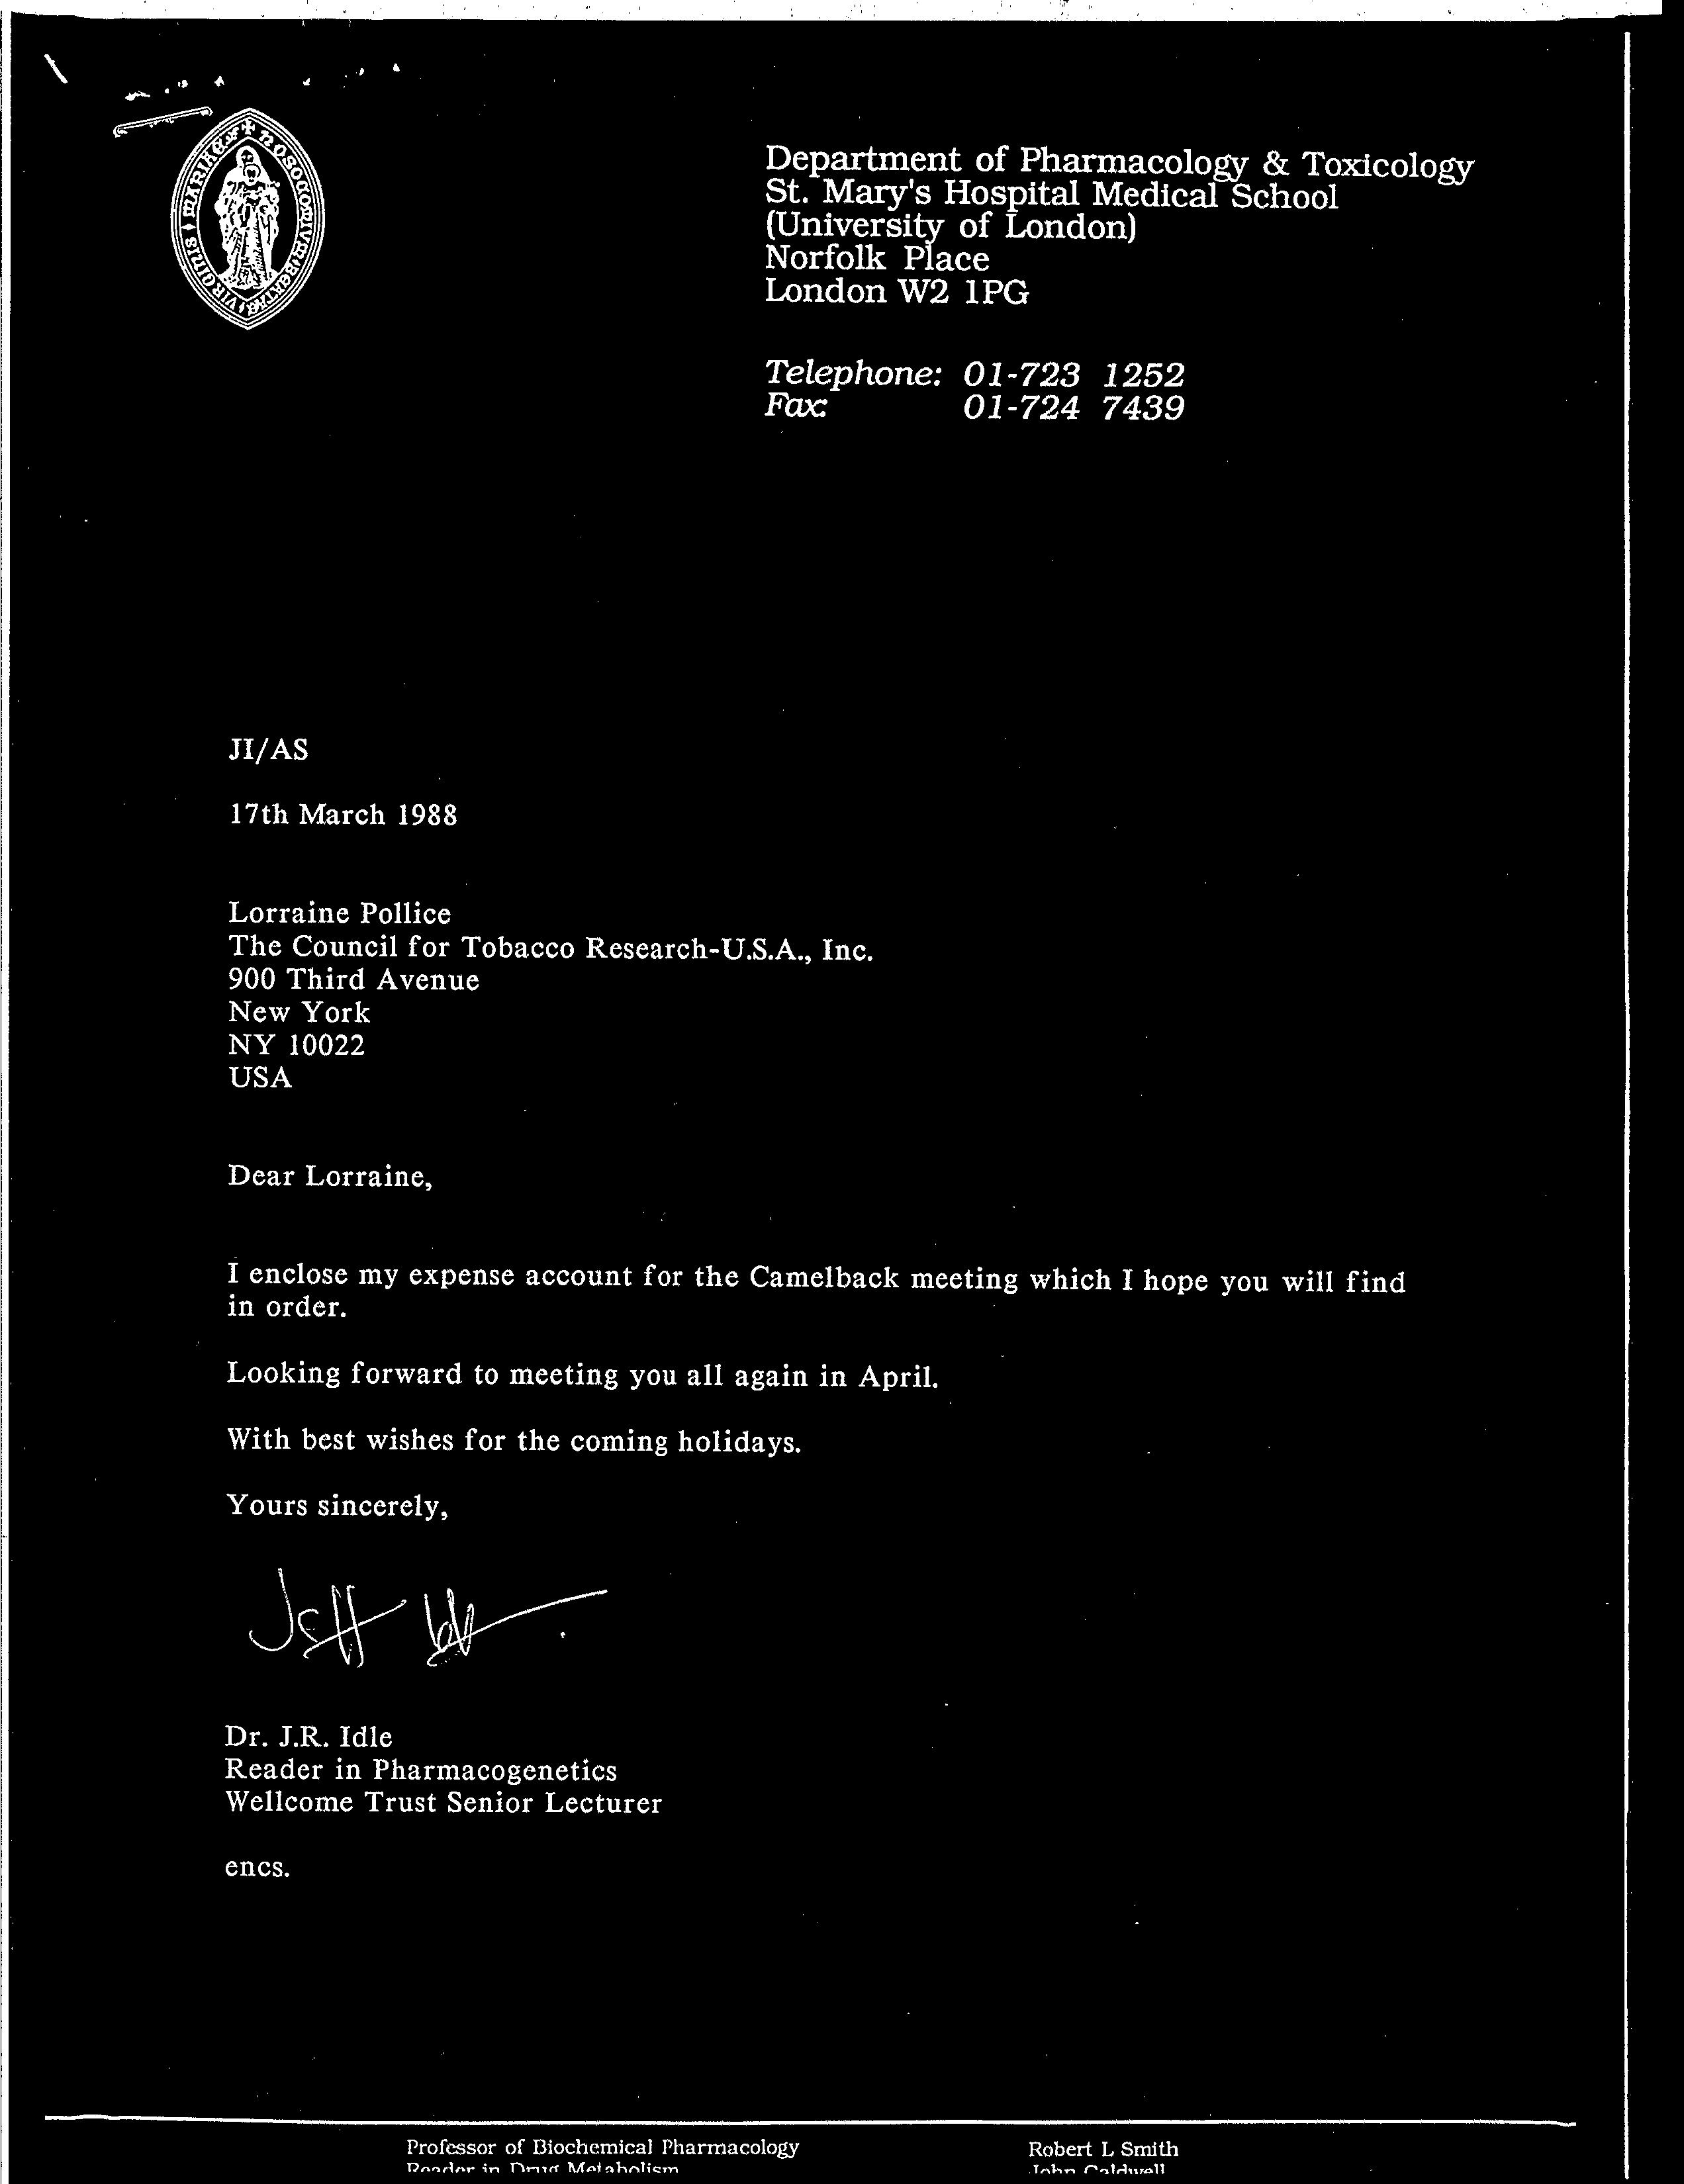 Department of Pharmacology & Toxicology
St. Mary's Hospital Medical School
(University of London)
Norfolk Place
London W2 1PG
Telephone: 01-723 1252
Fax: 01-724 7439
JI/AS
17th March 1988
Lorraine Pollice
The Council for Tobacco Research-U.S.A., Inc.
900 Third Avenue
New York
NY 10022
USA
Dear Lorraine,
I enclose my expense account for the Camelback meeting which I hope you will find
in order.
Looking forward to meeting you all again in April.
With best wishes for the coming holidays.
Yours sincerely,
Jeff Idle
Dr. J.R. Idle
Reader in Pharmacogenetics
Wellcome Trust Senior Lecturer
encs.
Professor of Biochemical Pharmacology Robert L Smith
Reader in Drug Metabolism John Caldwell